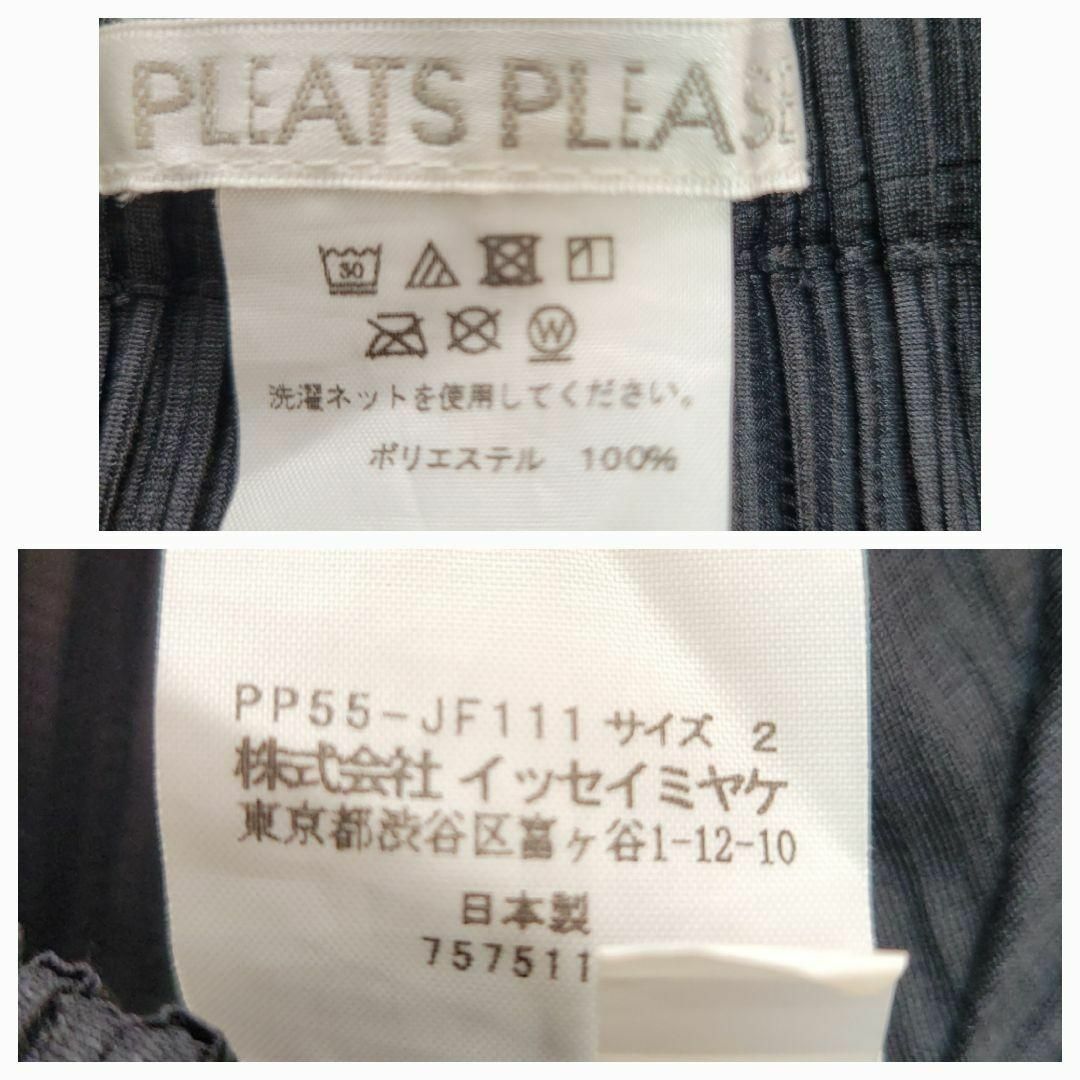 PLEATS PLEASE
30
W
洗濯ネットを使用してください。
ポリエステル 100%
PP55-JF111 サイズ 2
株式会社 イッセイミヤケ
東京都渋谷区富ヶ谷1-12-10
日本製
757511